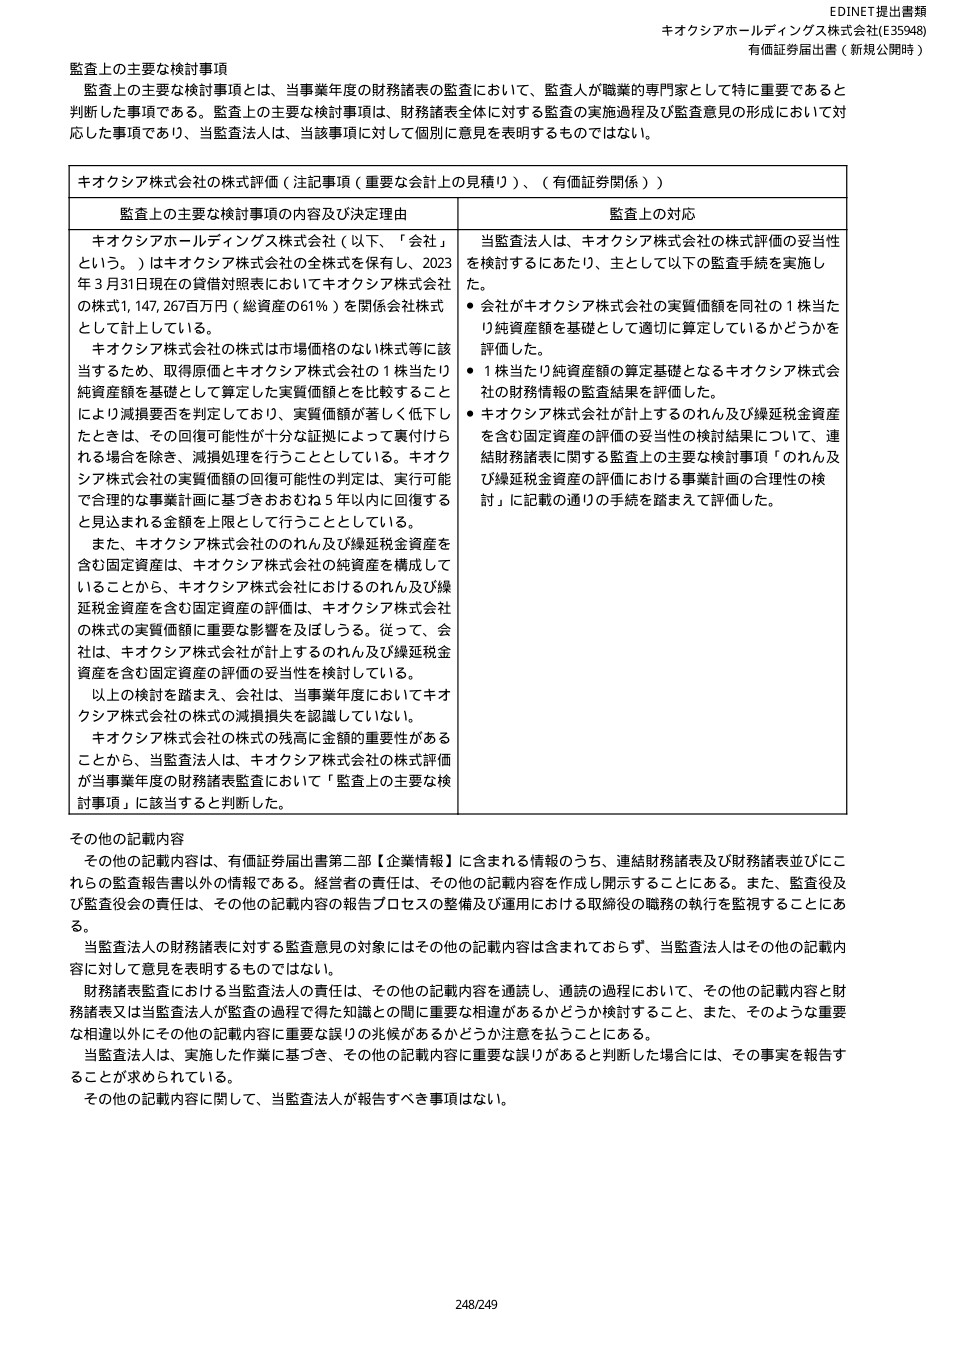 EDINET提出書類
キオクシアホールディングス株式会社(E35948)
有価証券届出書（新規公開時）
監査上の主要な検討事項
　監査上の主要な検討事項とは、当事業年度の財務諸表の監査において、監査人が職業的専門家として特に重要であると
判断した事項である。監査上の主要な検討事項は、財務諸表全体に対する監査の実施過程及び監査意見の形成において対
応した事項であり、当監査法人は、当該事項に対して個別に意見を表明するものではない。
キオクシア株式会社の株式評価（注記事項（重要な会計上の見積り）、（有価証券関係））
監査上の主要な検討事項の内容及び決定理由
　キオクシアホールディングス株式会社（以下、「会社」
という。）はキオクシア株式会社の全株式を保有し、2023
年３月31日現在の貸借対照表においてキオクシア株式会社
の株式1,147,267百万円（総資産の61%）を関係会社株式
として計上している。
　キオクシア株式会社の株式は市場価格のない株式等に該
当するため、取得原価とキオクシア株式会社の１株当たり
純資産額を基礎として算定した実質価額とを比較すること
により減損要否を判定しており、実質価額が著しく低下し
たときは、その回復可能性が十分な証拠によって裏付けら
れる場合を除き、減損処理を行うこととしている。キオク
シア株式会社の実質価額の回復可能性の判定は、実行可能
で合理的な事業計画に基づきおおむね５年以内に回復する
と見込まれる金額を上限として行うこととしている。
　また、キオクシア株式会社ののれん及び繰延税金資産を
含む固定資産は、キオクシア株式会社の純資産を構成して
いることから、キオクシア株式会社におけるのれん及び繰
延税金資産を含む固定資産の評価は、キオクシア株式会社
の株式の実質価額に重要な影響を及ぼしうる。従って、会
社は、キオクシア株式会社が計上するのれん及び繰延税金
資産を含む固定資産の評価の妥当性を検討している。
　以上の検討を踏まえ、会社は、当事業年度においてキオ
クシア株式会社の株式の減損損失を認識していない。
　キオクシア株式会社の株式の残高に金額的重要性がある
ことから、当監査法人は、キオクシア株式会社の株式評価
が当事業年度の財務諸表監査において「監査上の主要な検
討事項」に該当すると判断した。
監査上の対応
　当監査法人は、キオクシア株式会社の株式評価の妥当性
を検討するにあたり、主として以下の監査手続を実施し
た。
● 会社がキオクシア株式会社の実質価額を同社の１株当た
り純資産額を基礎として適切に算定しているかどうかを
評価した。
● １株当たり純資産額の算定基礎となるキオクシア株式会
社の財務情報の監査結果を評価した。
● キオクシア株式会社が計上するのれん及び繰延税金資産
を含む固定資産の評価の妥当性の検討結果について、連
結財務諸表に関する監査上の主要な検討事項「のれん及
び繰延税金資産の評価における事業計画の合理性の検
討」に記載の通りの手続を踏まえて評価した。
その他の記載内容
　その他の記載内容は、有価証券届出書第二部【企業情報】に含まれる情報のうち、連結財務諸表及び財務諸表並びにこ
れらの監査報告書以外の情報である。経営者の責任は、その他の記載内容を作成し開示することにある。また、監査役及
び監査役会の責任は、その他の記載内容の報告プロセスの整備及び運用における取締役の職務の執行を監視することにあ
る。
　当監査法人の財務諸表に対する監査意見の対象にはその他の記載内容は含まれておらず、当監査法人はその他の記載内
容に対して意見を表明するものではない。
　財務諸表監査における当監査法人の責任は、その他の記載内容を通読し、通読の過程において、その他の記載内容と財
務諸表又は当監査法人が監査の過程で得た知識との間に重要な相違があるかどうか検討すること、また、そのような重要
な相違以外にその他の記載内容に重要な誤りの兆候があるかどうか注意を払うことにある。
　当監査法人は、実施した作業に基づき、その他の記載内容に重要な誤りがあると判断した場合には、その事実を報告す
ることが求められている。
　その他の記載内容に関して、当監査法人が報告すべき事項はない。
248/249